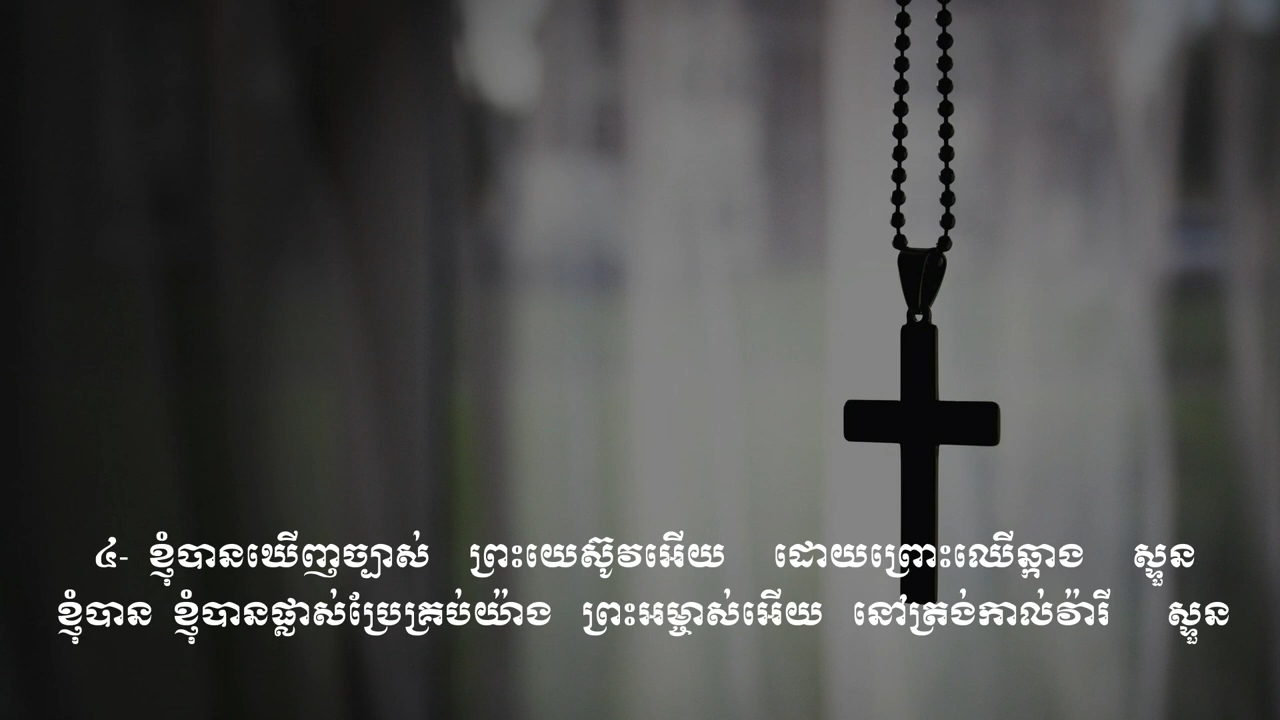 ៤- ខ្ញុំបានឃើញច្បាស់ ព្រះយេស៊ូវអើយ ដោយព្រោះឈើឆ្កាង ស្ទួន
ខ្ញុំបាន ខ្ញុំបានផ្លាស់ប្រែគ្រប់យ៉ាង ព្រះអម្ចាស់អើយ នៅត្រង់កាល់វ៉ារី ស្ទួន